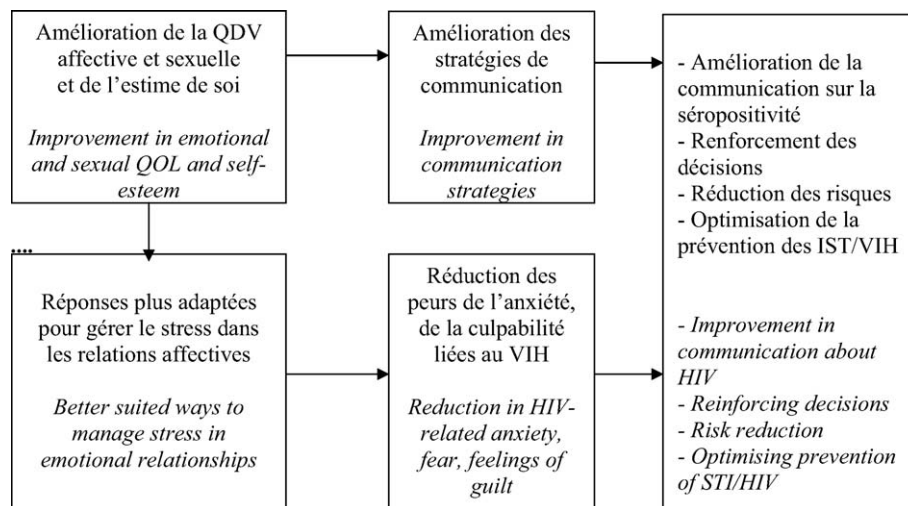 Amélioration de la QDV
affective et sexuelle
et de l'estime de soi
Improvement in emotional
and sexual QOL and self-
esteem
Amélioration des
stratégies de
communication
Improvement in
communication
strategies
....
Réponses plus adaptées
pour gérer le stress dans
les relations affectives
Better suited ways to
manage stress in
emotional relationships
Réduction des
peurs de l'anxiété,
de la culpabilité
liées au VIH
Reduction in HIV-
related anxiety,
fear, feelings of
guilt
- Amélioration de la
communication sur la
séropositivité
- Renforcement des
décisions
- Réduction des risques
- Optimisation de la
prévention des IST/VIH
- Improvement in
communication about
HIV
- Reinforcing decisions
- Risk reduction
- Optimising prevention
of STI/HIV